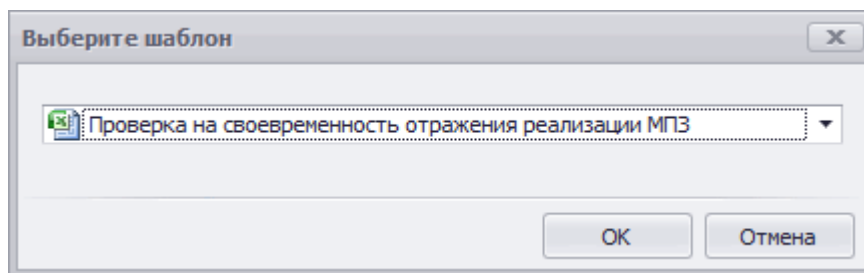 Выберите шаблон
Проверка на своевременность отражения реализации МПЗ
ОК
Отмена